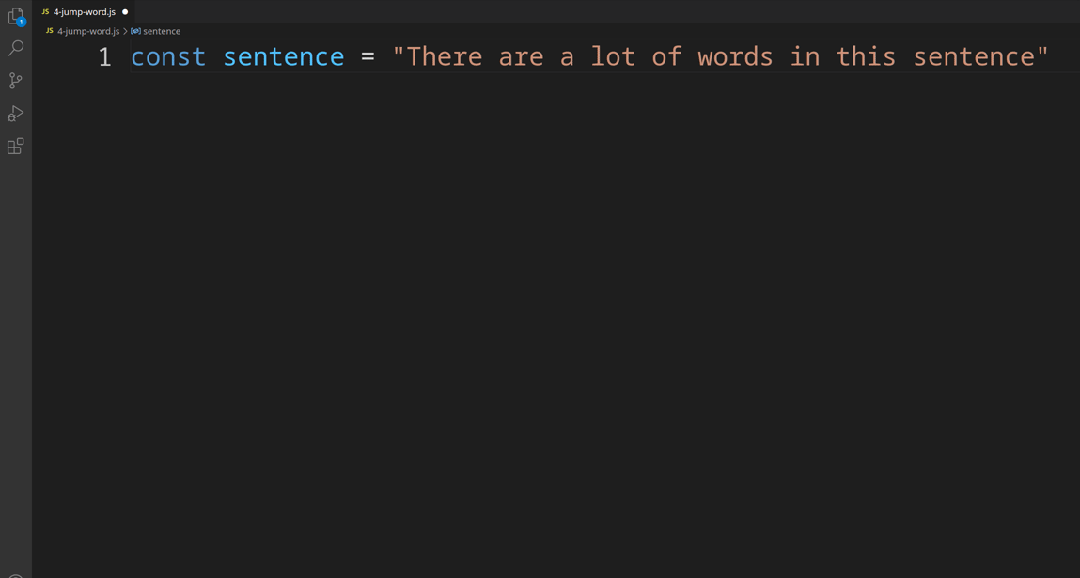 JS 4-jump-word.js ●
JS 4-jump-word.js > sentence
1
1 const sentence = "There are a lot of words in this sentence"